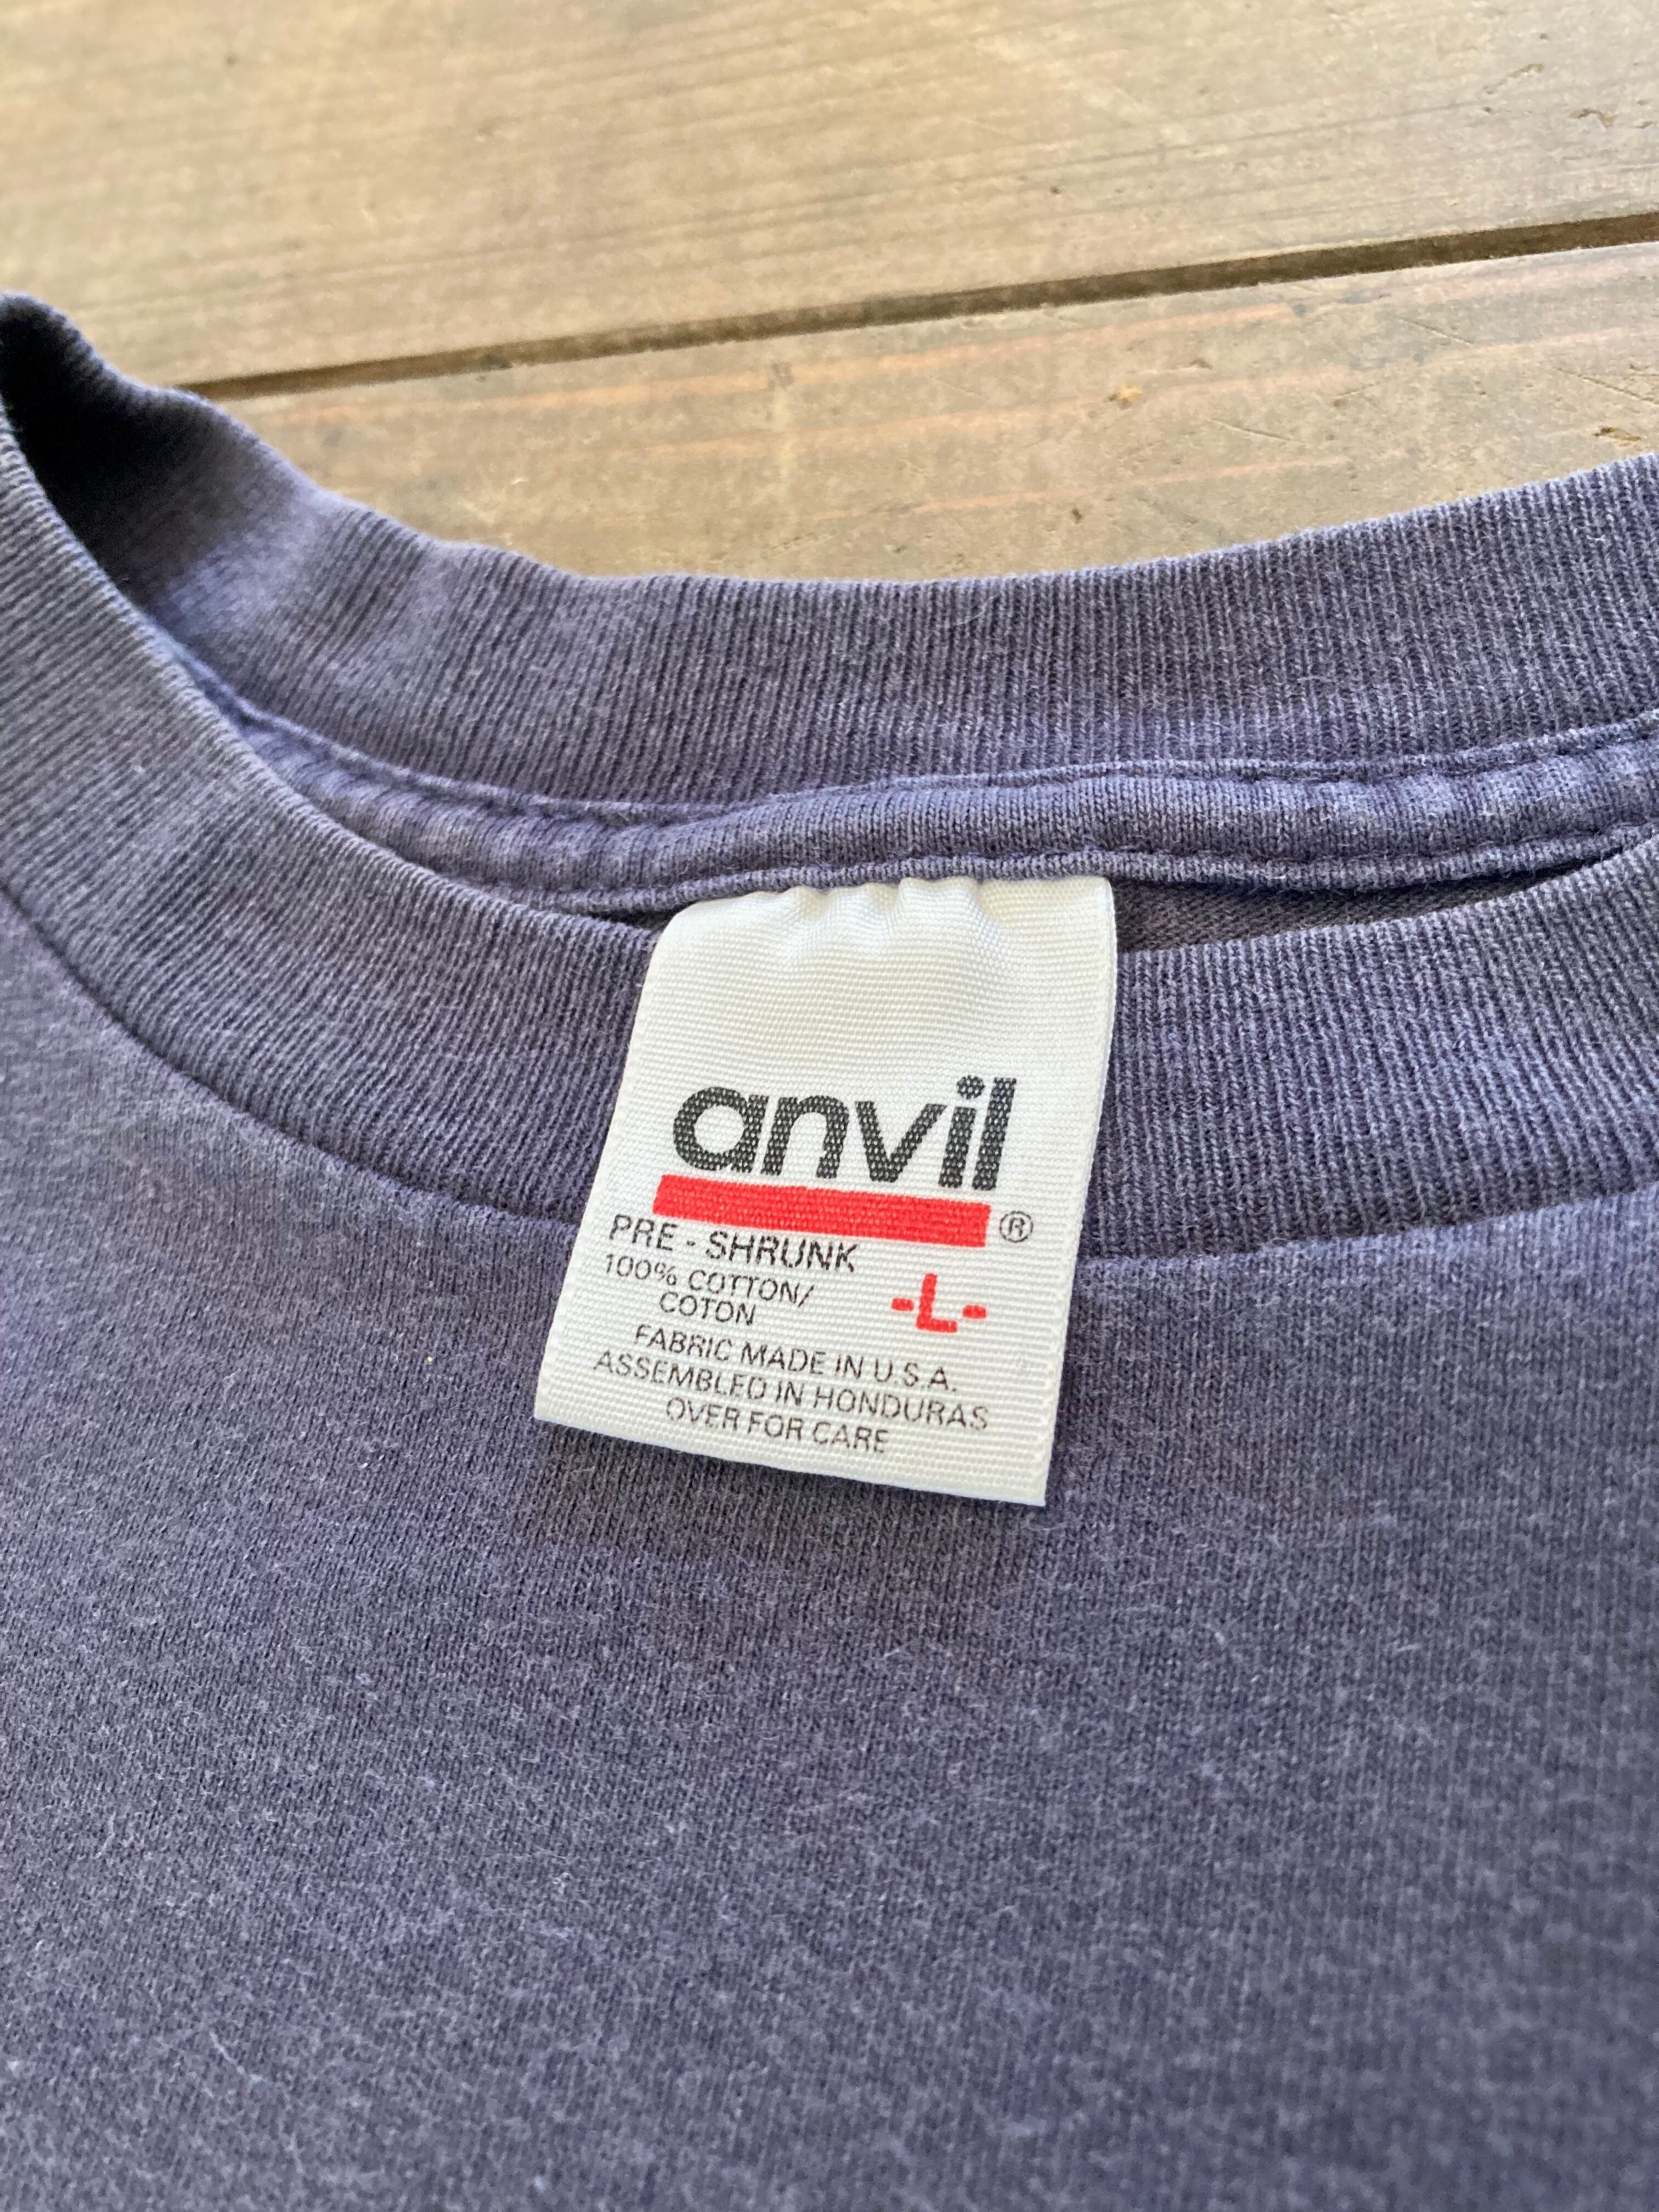 anvil
®
PRE - SHRUNK
100% COTTON/
COTON
-L-
FABRIC MADE IN U.S.A.
ASSEMBLED IN HONDURAS
OVER FOR CARE